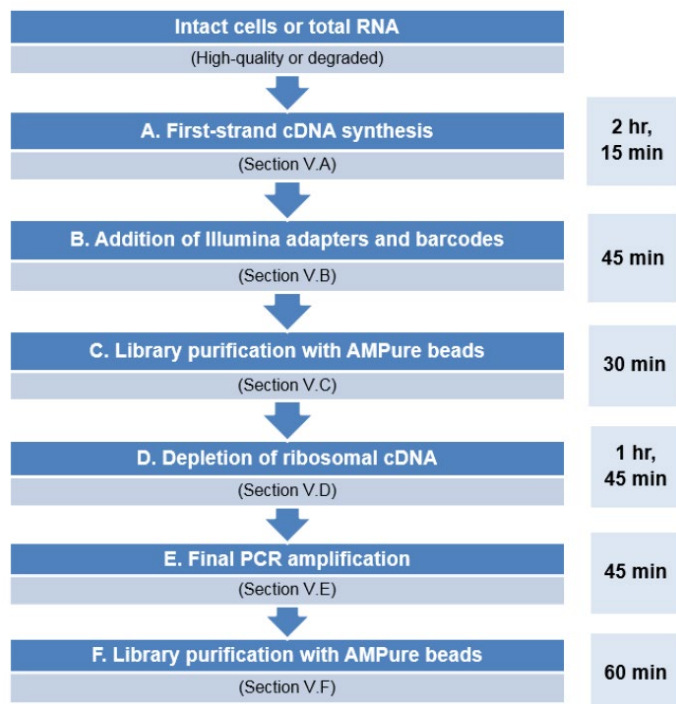 Intact cells or total RNA
(High-quality or degraded)
A. First-strand cDNA synthesis
(Section V.A)
2 hr,
15 min
B. Addition of Illumina adapters and barcodes
(Section V.B)
45 min
C. Library purification with AMPure beads
(Section V.C)
30 min
D. Depletion of ribosomal cDNA
(Section V.D)
1 hr,
45 min
E. Final PCR amplification
(Section V.E)
45 min
F. Library purification with AMPure beads
(Section V.F)
60 min